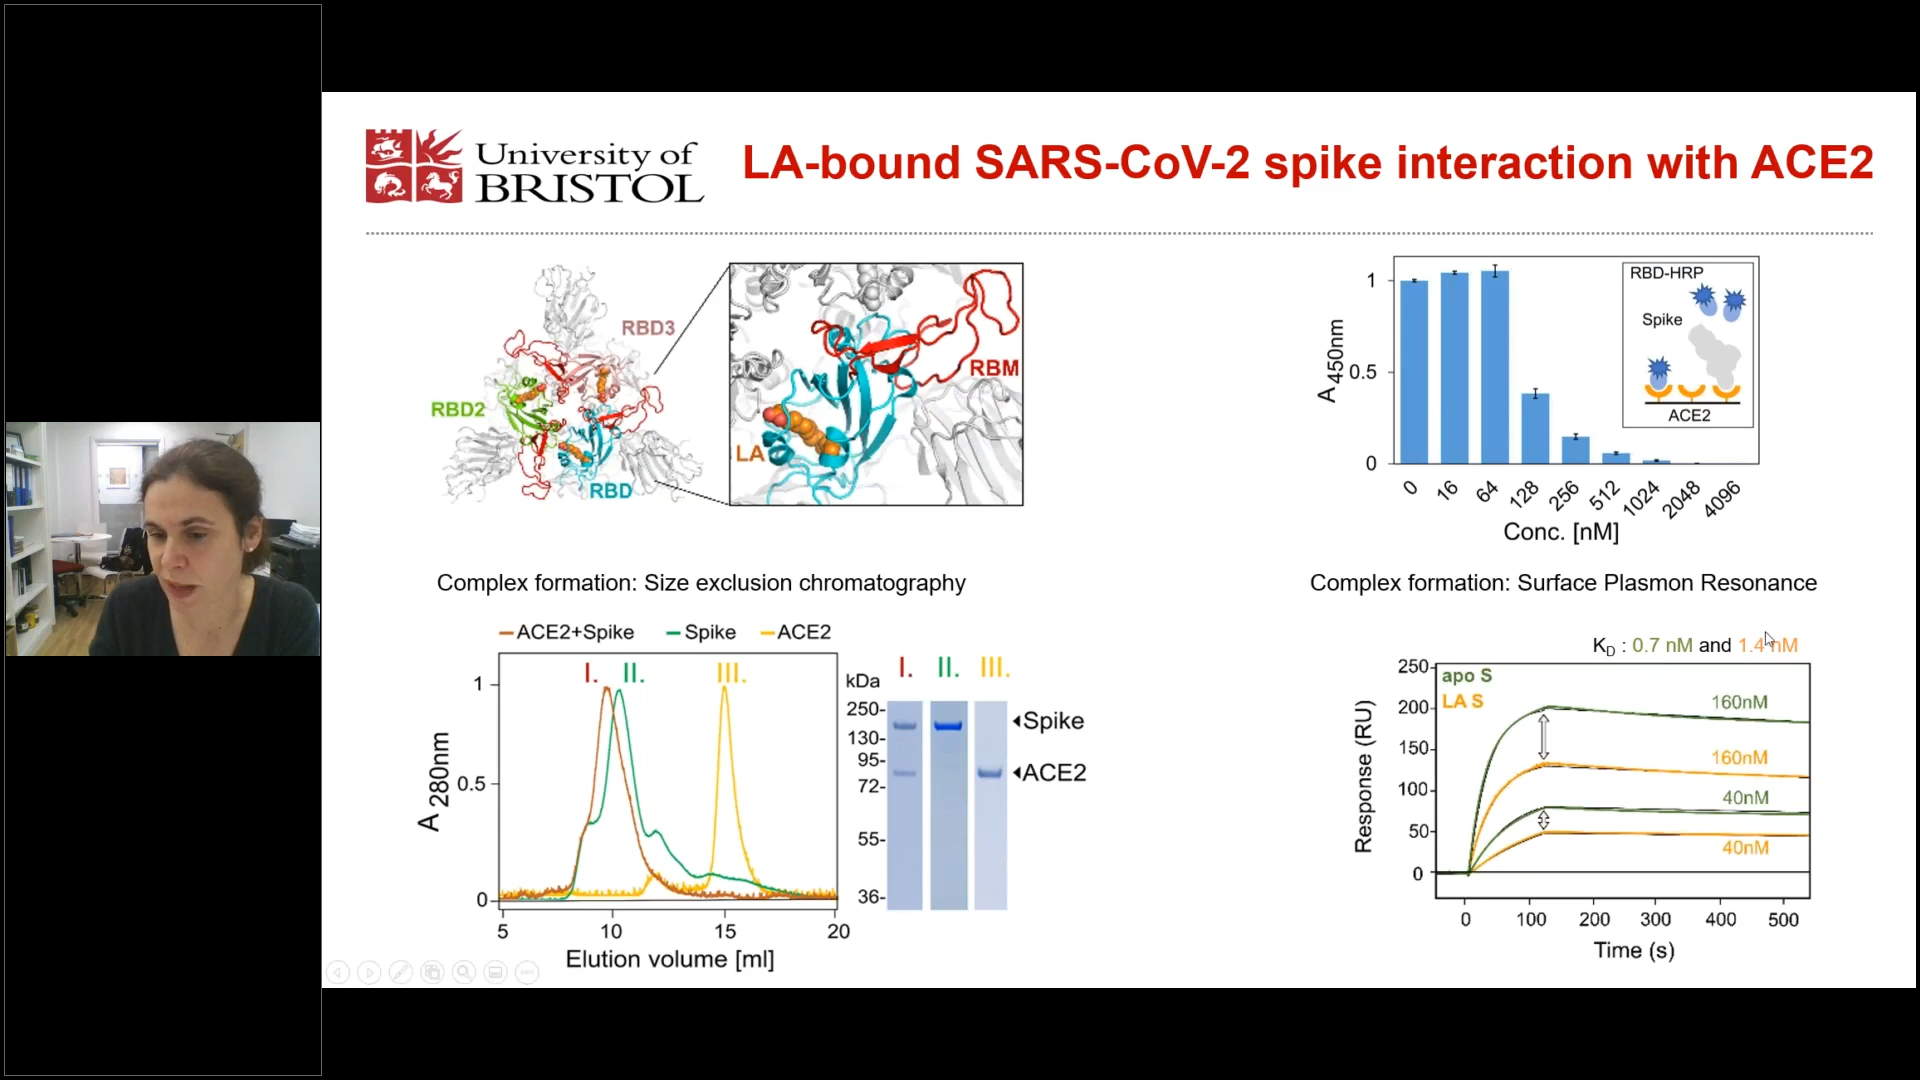 University of
BRISTOL
LA-bound SARS-CoV-2 spike interaction with ACE2
RBD3
RBD2
RBD
RBM
LA
A 450nm
1
0.5
0
RBD-HRP
Spike
ACE2
0 16 64 128 256 512 1024 2048 4096
Conc. [nM]
Complex formation: Size exclusion chromatography
ACE2+Spike Spike ACE2
I. II. III.
A 280nm
1
0.5
0
5 10 15 20
Elution volume [ml]
I. II. III.
kDa
250-
130-
95-
72-
55-
36-
Spike
ACE2
Complex formation: Surface Plasmon Resonance
KD : 0.7 nM and 1.4 nM
apo S
LA S
160nM
160nM
40nM
40nM
Response (RU)
250
200
150
100
50
0
0 100 200 300 400 500
Time (s)